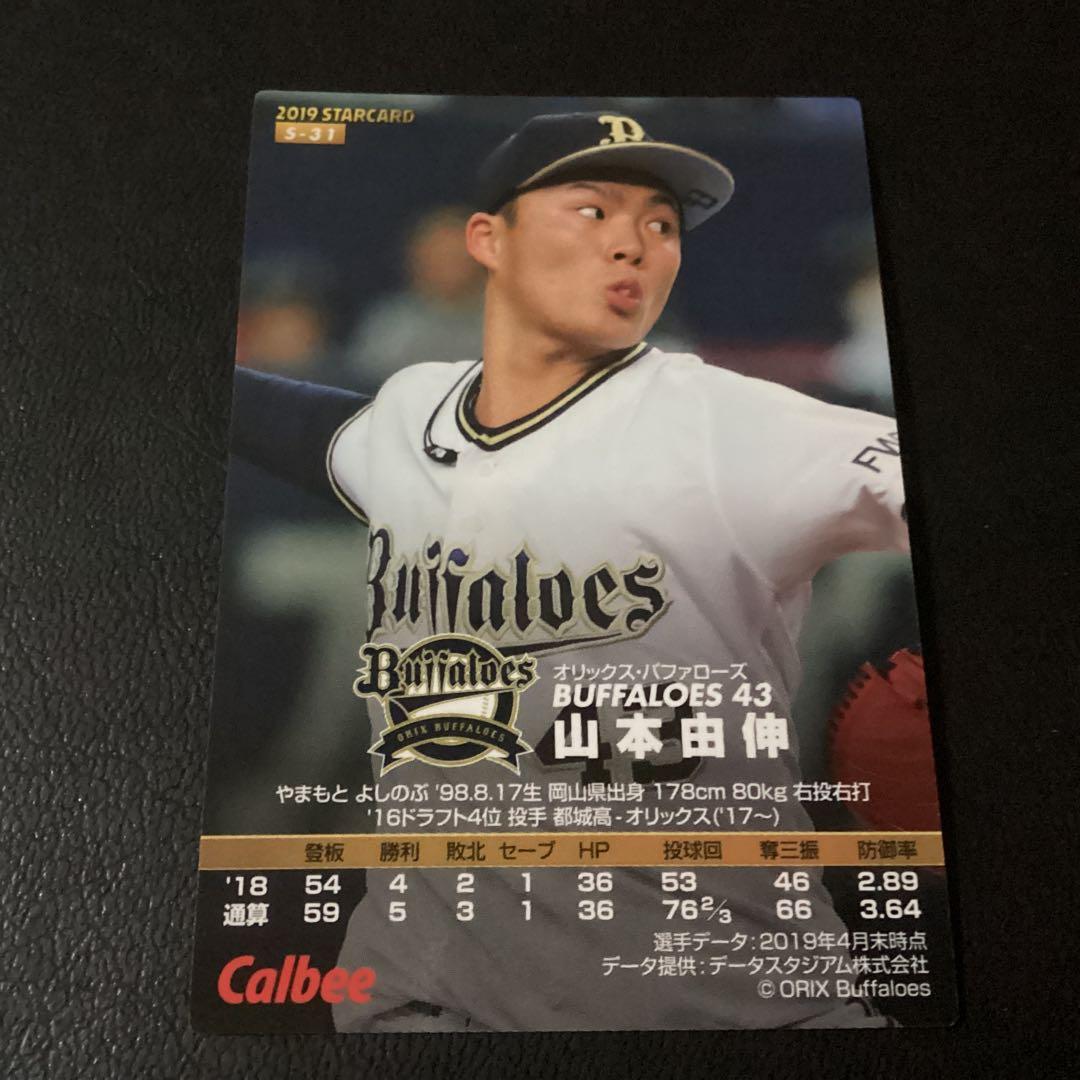 2019 STARCARD
S-31
FW
Buffaloes
Buffaloes
ORIX BUFFALOES
オリックス・バファローズ
BUFFALOES 43
山本由伸
43
やまもと よしのぶ '98.8.17生 岡山県出身 178cm 80kg 右投右打
'16ドラフト4位 投手 都城高-オリックス('17〜)
登板 勝利 敗北 セーブ HP 投球回 奪三振 防御率
'18 54 4 2 1 36 53 46 2.89
通算 59 5 3 1 36 76 2/3 66 3.64
選手データ:2019年4月末時点
データ提供:データスタジアム株式会社
© ORIX Buffaloes
Calbee